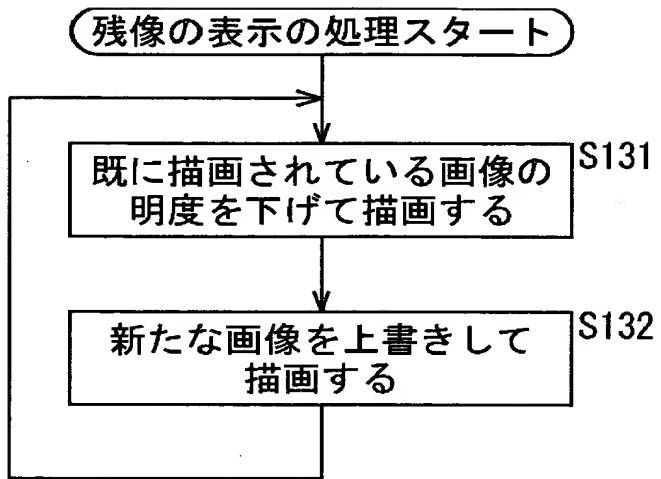 残像の表示の処理スタート
既に描画されている画像の
明度を下げて描画する
S131
新たな画像を上書きして
描画する
S132